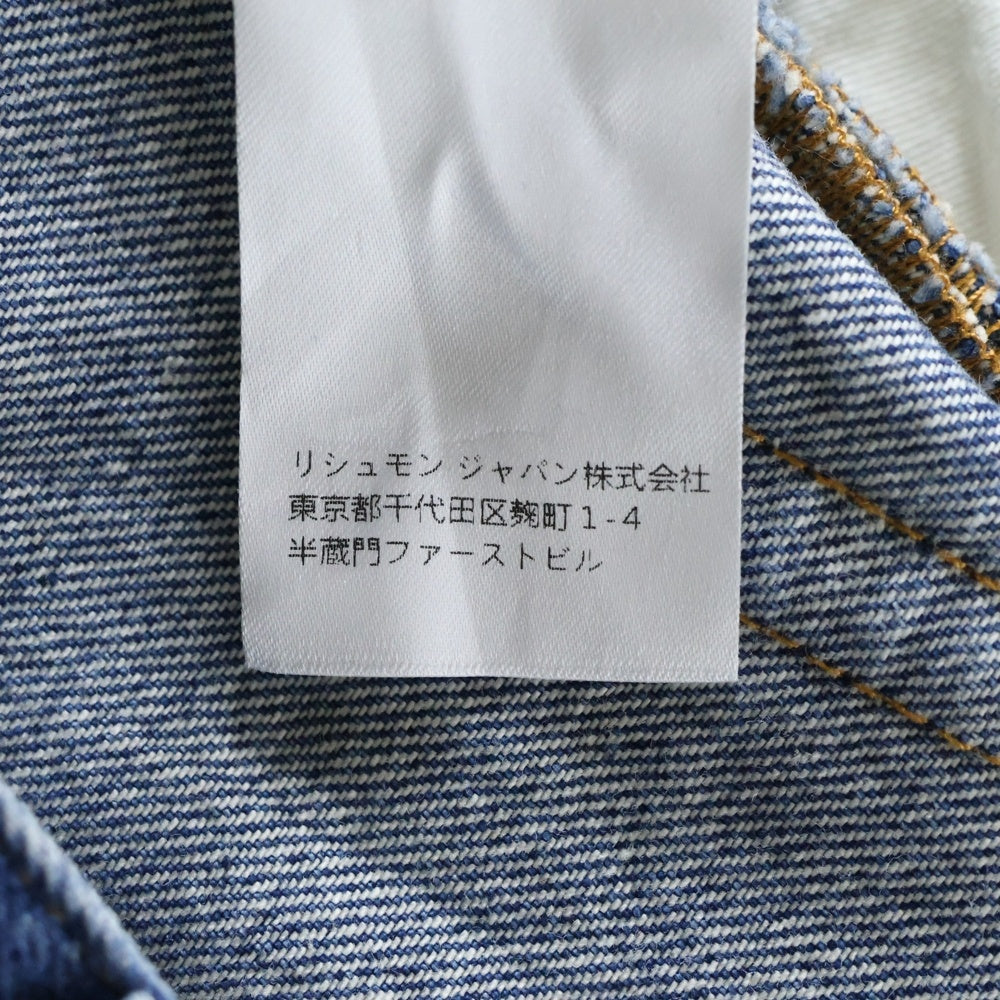 リシュモン ジャパン株式会社
東京都千代田区麹町1-4
半蔵門ファーストビル